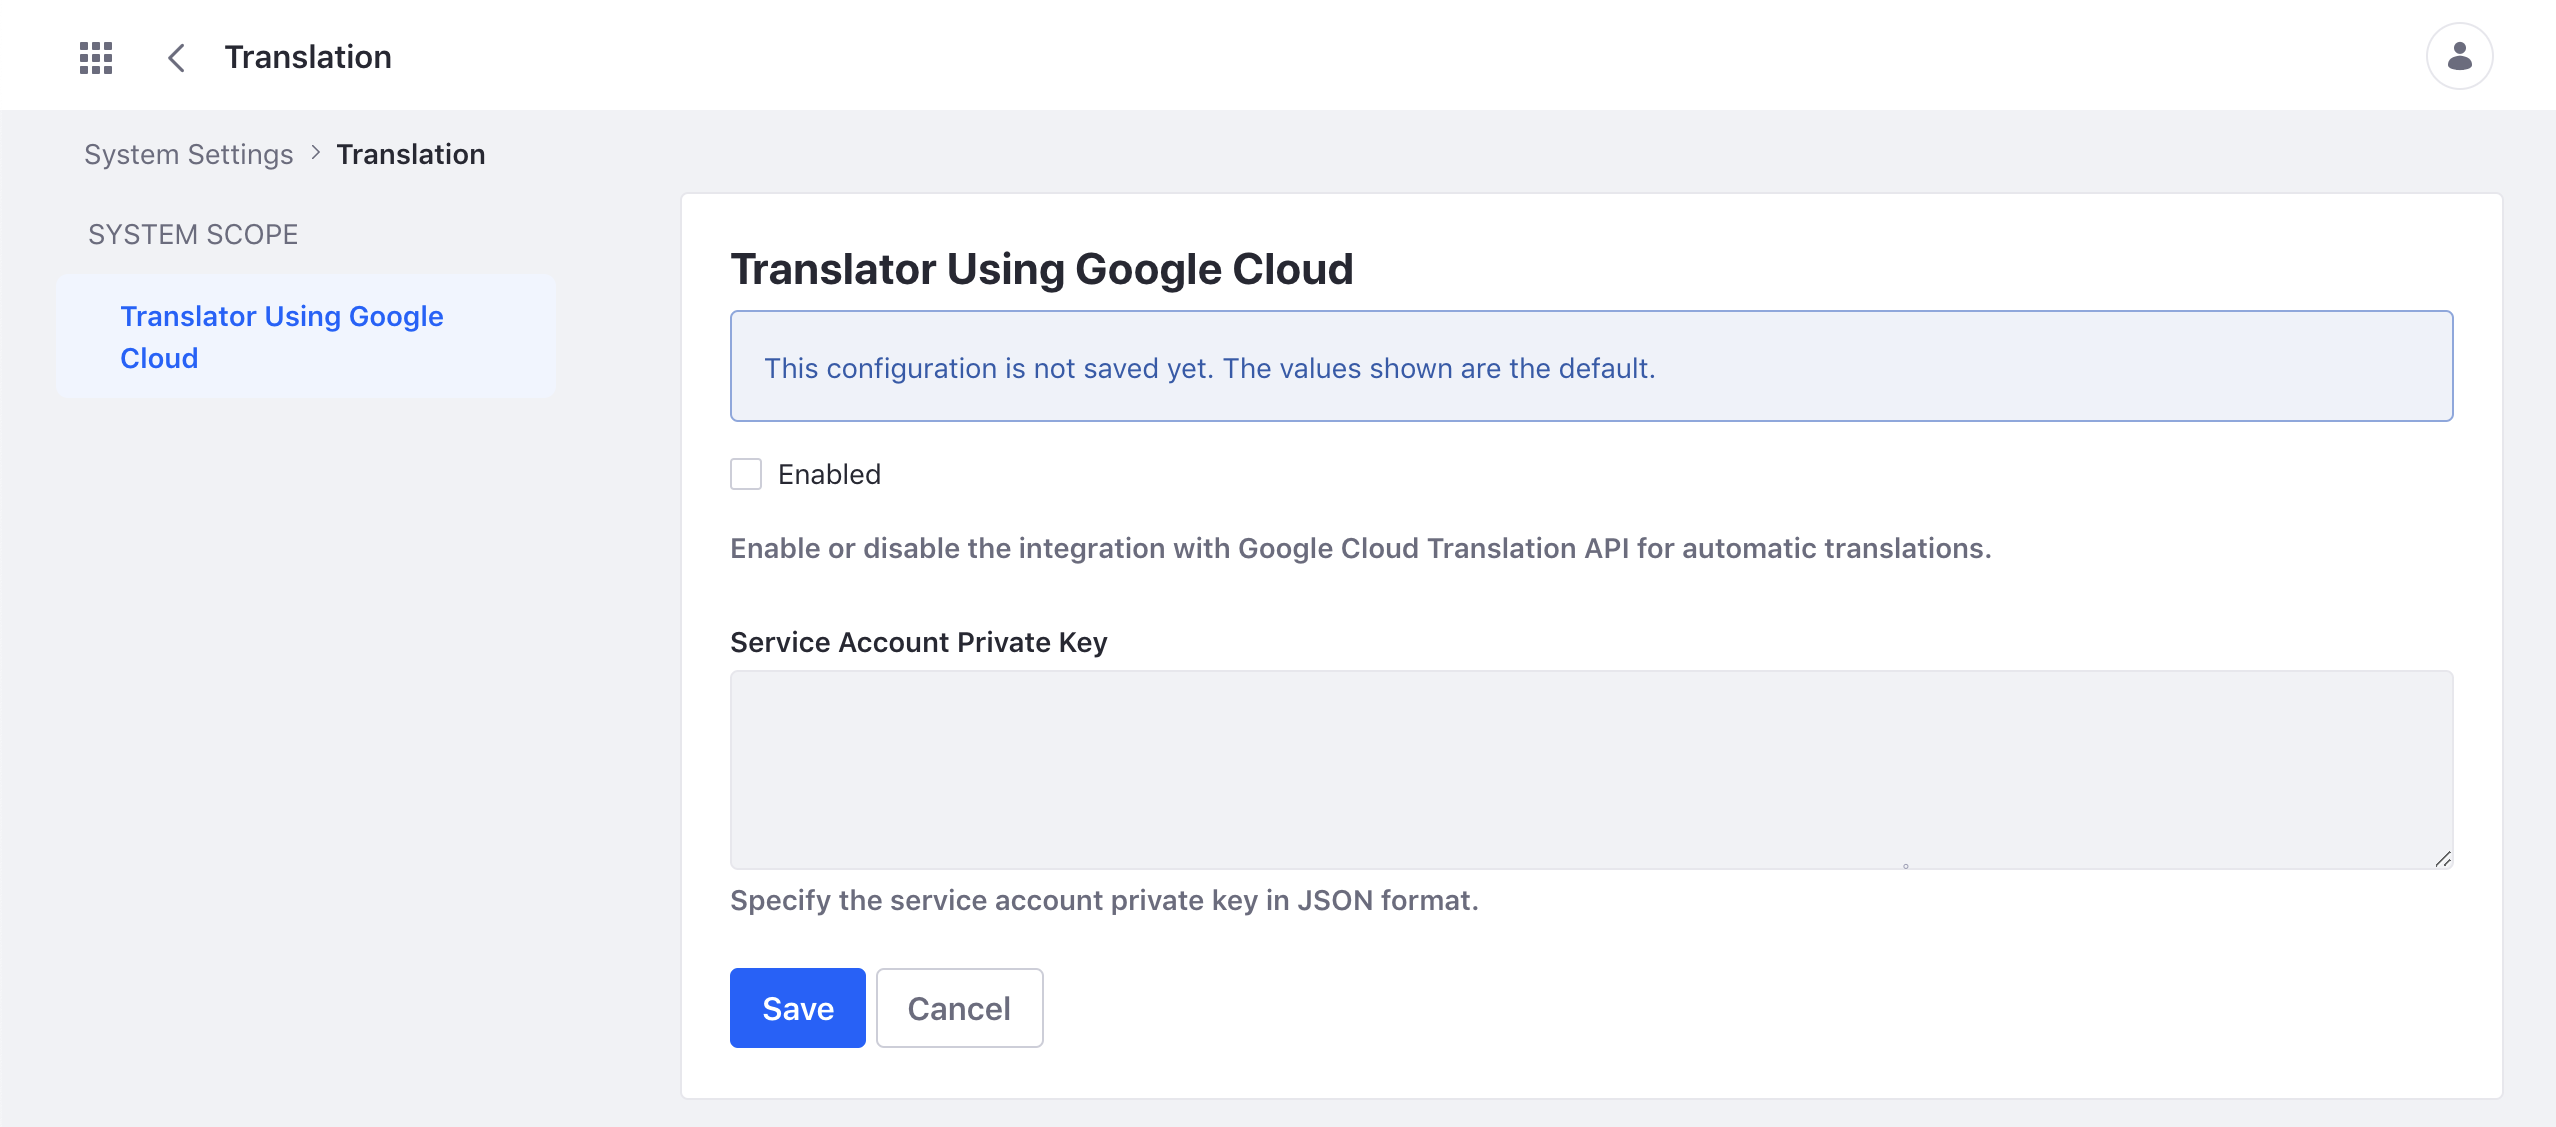 Translation
System Settings > Translation
SYSTEM SCOPE
Translator Using Google
Cloud
Translator Using Google Cloud
This configuration is not saved yet. The values shown are the default.
Enabled
Enable or disable the integration with Google Cloud Translation API for automatic translations.
Service Account Private Key
Specify the service account private key in JSON format.
Save
Cancel